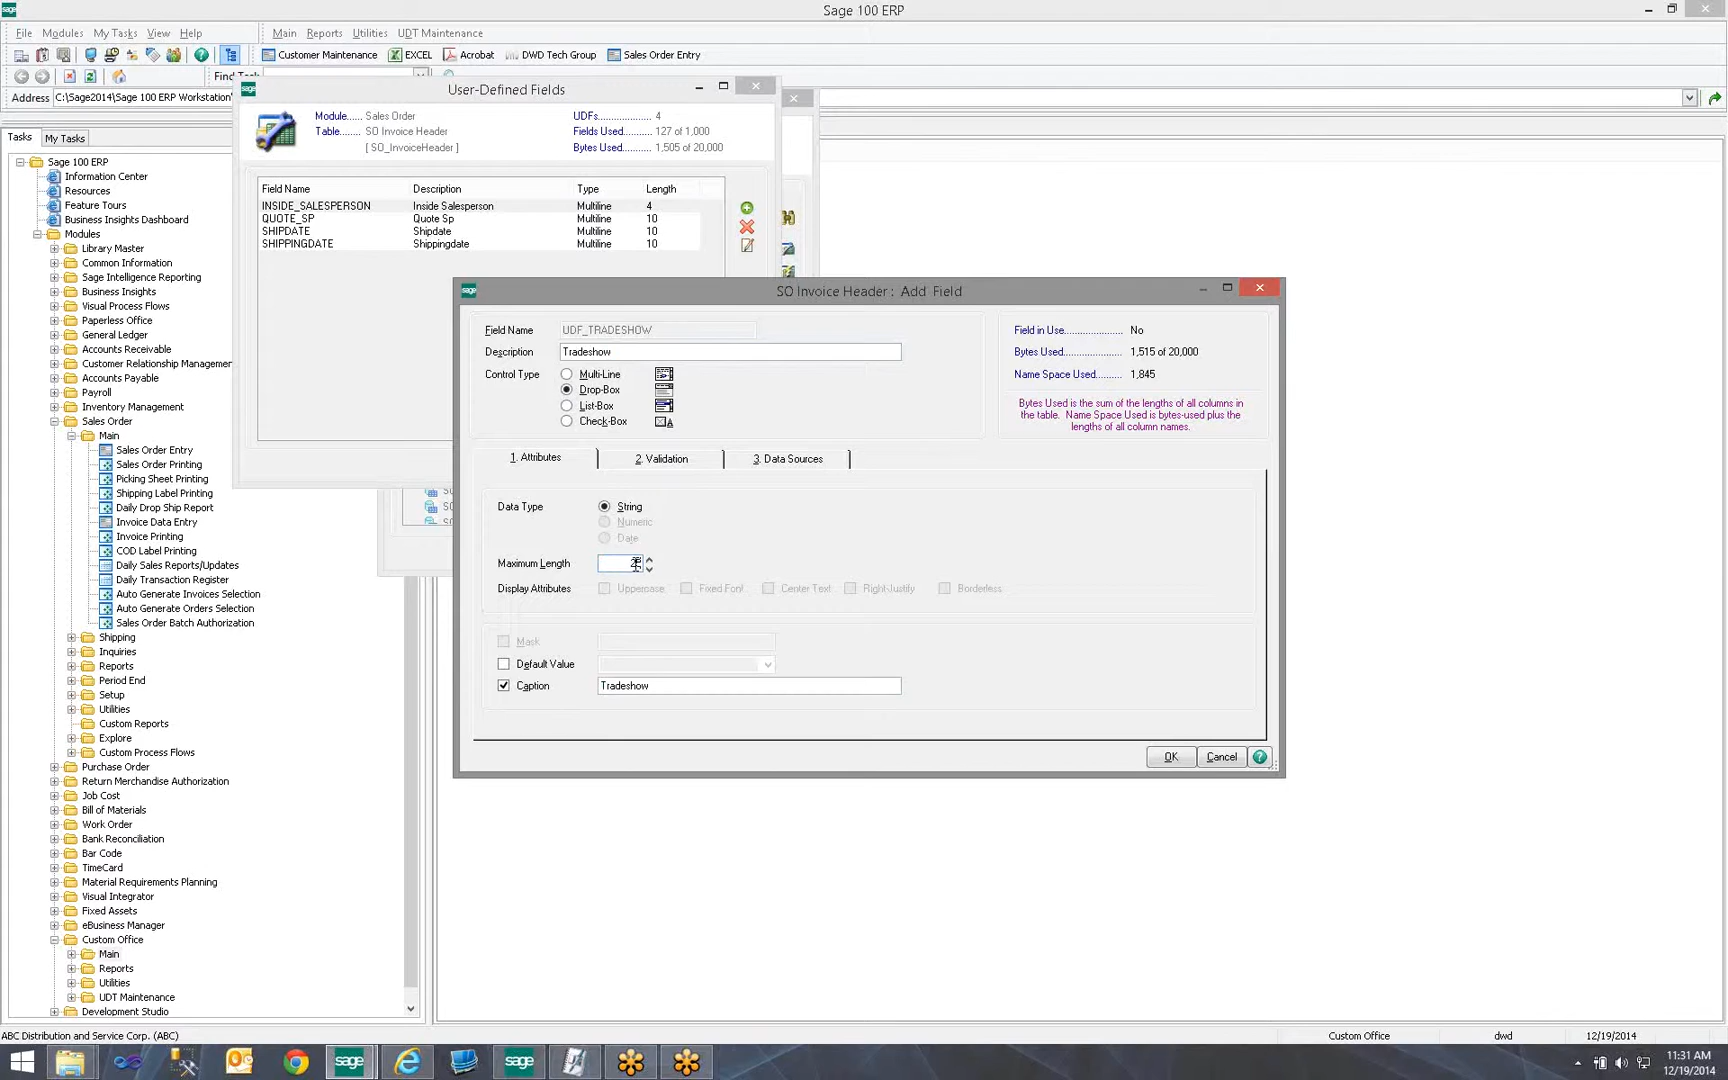 sage
Sage 100 ERP
File Modules My Tasks View Help
Main Reports Utilities UDT Maintenance
Customer Maintenance EXCEL Acrobat DWD Tech Group Sales Order Entry
Find Task
Address C:\Sage2014\Sage 100 ERP Workstation\
Tasks My Tasks
Sage 100 ERP
Information Center
Resources
Feature Tours
Business Insights Dashboard
Modules
Library Master
Common Information
Sage Intelligence Reporting
Business Insights
Visual Process Flows
Paperless Office
General Ledger
Accounts Receivable
Customer Relationship Management
Accounts Payable
Payroll
Inventory Management
Sales Order
Main
Sales Order Entry
Sales Order Printing
Picking Sheet Printing
Shipping Label Printing
Daily Drop Ship Report
Invoice Data Entry
Invoice Printing
COD Label Printing
Daily Sales Reports/Updates
Daily Transaction Register
Auto Generate Invoices Selection
Auto Generate Orders Selection
Sales Order Batch Authorization
Shipping
Inquiries
Reports
Period End
Setup
Utilities
Custom Reports
Explore
Custom Process Flows
Purchase Order
Return Merchandise Authorization
Job Cost
Bill of Materials
Work Order
Bank Reconciliation
Bar Code
TimeCard
Material Requirements Planning
Visual Integrator
Fixed Assets
eBusiness Manager
Custom Office
Main
Reports
Utilities
UDT Maintenance
Development Studio
sage
User-Defined Fields
Module...... Sales Order
Table........ SO Invoice Header
[ SO_InvoiceHeader ]
UDFs..................... 4
Fields Used............ 127 of 1,000
Bytes Used........... 1,505 of 20,000
Field Name Description Type Length
INSIDE_SALESPERSON Inside Salesperson Multiline 4
QUOTE_SP Quote Sp Multiline 10
SHIPDATE Shipdate Multiline 10
SHIPPINGDATE Shippingdate Multiline 10
sage
SO Invoice Header : Add Field
Field Name UDF_TRADESHOW
Description Tradeshow
Control Type Multi-Line
Drop-Box
List-Box
Check-Box
Field in Use...................... No
Bytes Used...................... 1,515 of 20,000
Name Space Used.......... 1,845
Bytes Used is the sum of the lengths of all columns in
the table. Name Space Used is bytes-used plus the
lengths of all column names.
1. Attributes 2. Validation 3. Data Sources
Data Type String
Numeric
Date
Maximum Length
Display Attributes Uppercase Fixed Font Center Text Right-Justify Borderless
Mask
Default Value
Caption Tradeshow
OK Cancel
ABC Distribution and Service Corp. (ABC) Custom Office dwd 12/19/2014
sage sage
11:31 AM
12/19/2014